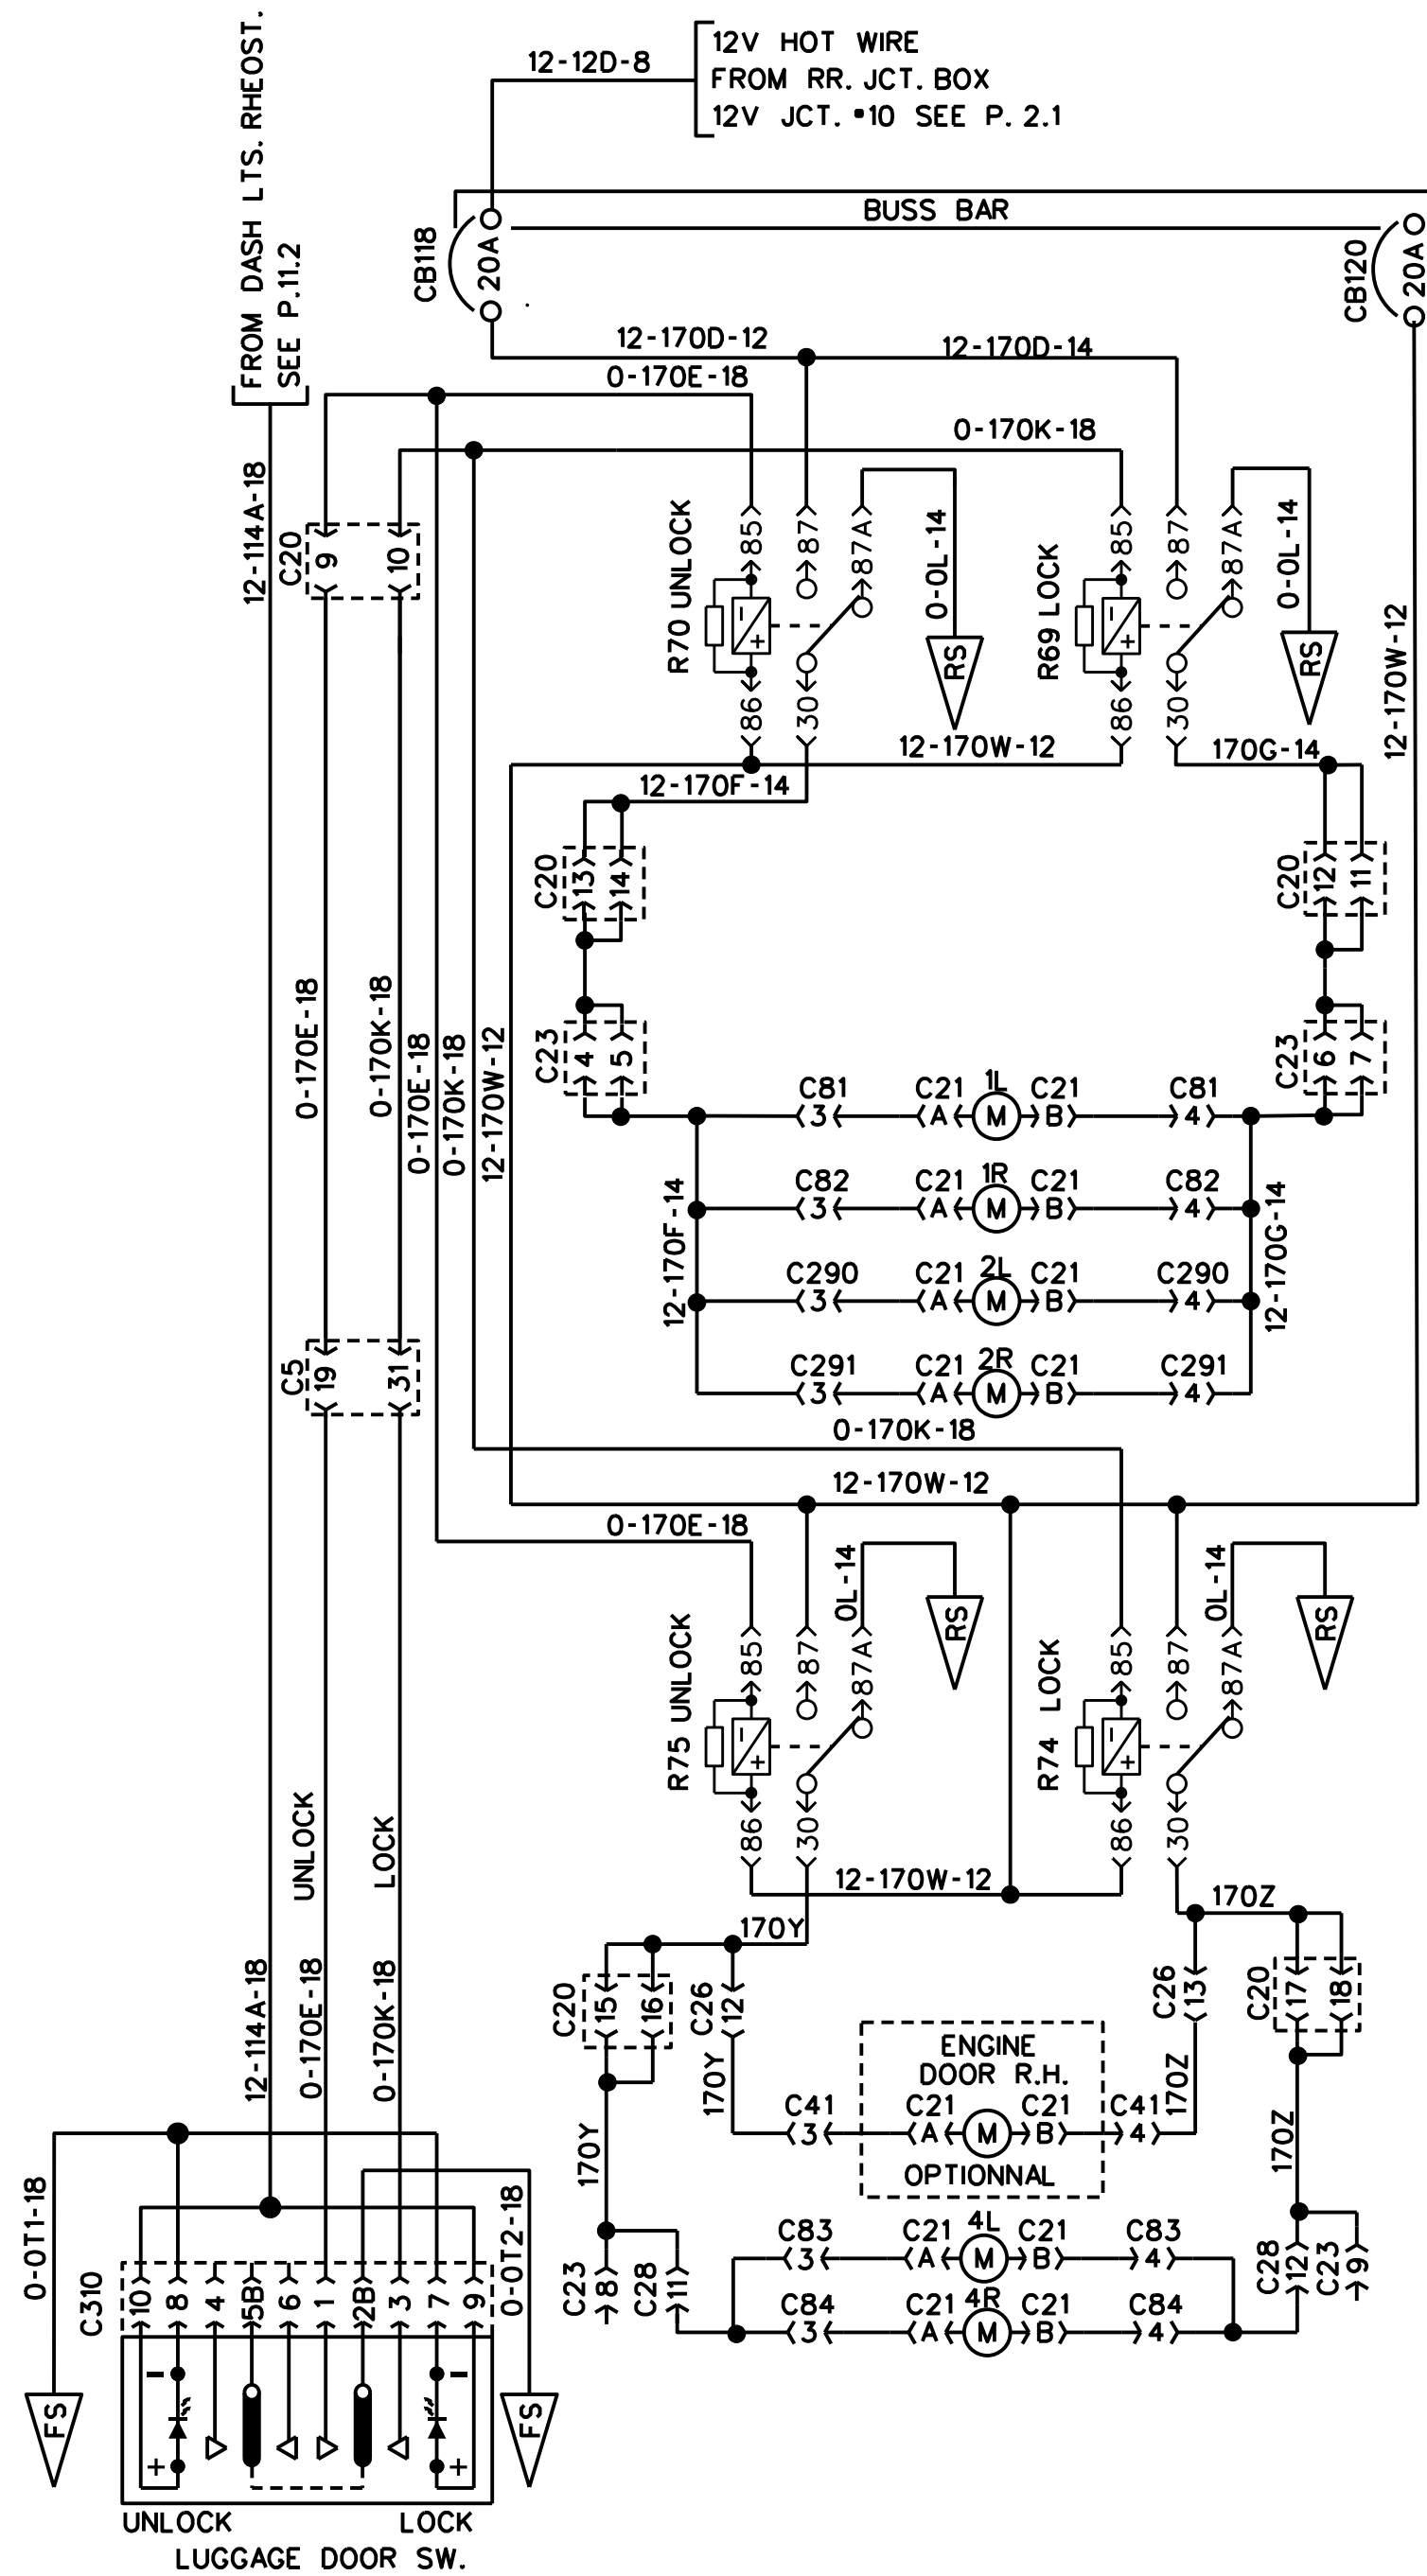 12V HOT WIRE
FROM RR. JCT. BOX
12V JCT. #10 SEE P. 2.1
12-12D-8
FROM DASH LTS. RHEOST.
SEE P.11.2
BUSS BAR
CB118
20A
CB120
20A
12-170D-12
12-170D-14
0-170E-18
0-170K-18
12-114A-18
C20
9
10
R70 UNLOCK
85
87
87A
86
30
0-0L-14
RS
R69 LOCK
85
87
87A
86
30
0-0L-14
RS
12-170W-12
12-170W-12
170G-14
12-170F-14
C20
13
14
C20
12
11
C23
4
5
C23
6
7
0-170E-18
0-170K-18
0-170E-18
0-170K-18
12-170W-12
C81
3
C21
A
1L
M
C21
B
C81
4
C82
3
C21
A
1R
M
C21
B
C82
4
C290
3
C21
A
2L
M
C21
B
C290
4
C291
3
C21
A
2R
M
C21
B
C291
4
12-170F-14
12-170G-14
C5
19
31
0-170K-18
12-170W-12
0-170E-18
R75 UNLOCK
85
87
87A
86
30
0L-14
RS
R74 LOCK
85
87
87A
86
30
0L-14
RS
UNLOCK
LOCK
12-170W-12
170Y
170Z
12-114A-18
0-170E-18
0-170K-18
C20
15
16
C26
12
C26
13
C20
17
18
170Y
170Z
170Y
170Z
ENGINE
DOOR R.H.
C41
3
C21
A
M
C21
B
C41
4
OPTIONNAL
C23
8
C28
11
C83
3
C21
A
4L
M
C21
B
C83
4
C84
3
C21
A
4R
M
C21
B
C84
4
C28
12
C23
9
0-0T1-18
0-0T2-18
C310
10
8
4
5B
6
1
2B
3
7
9
FS
FS
- -
+ +
UNLOCK
LOCK
LUGGAGE DOOR SW.